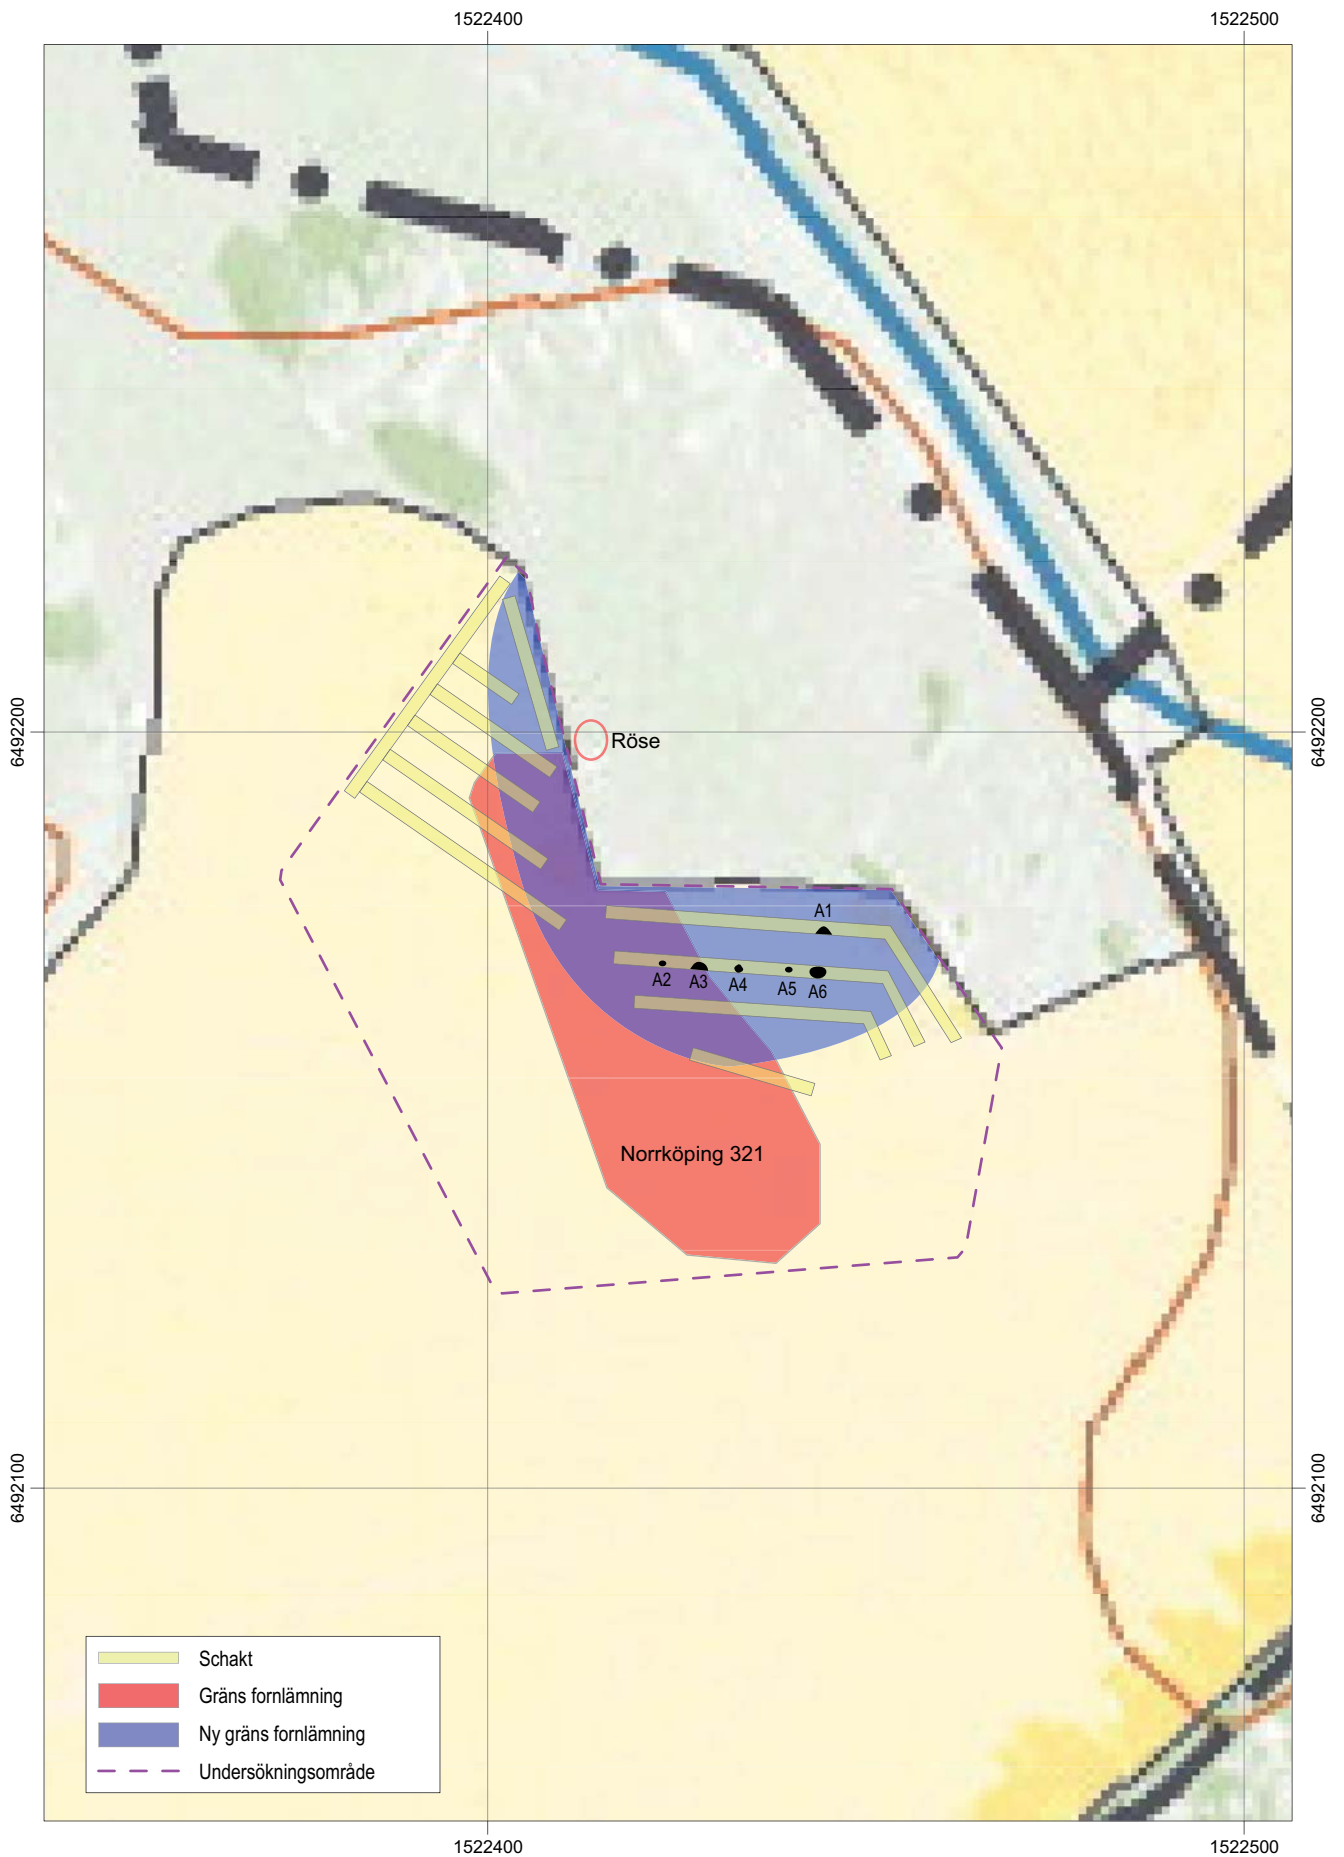 1522400
1522500
6492200
6492200
Röse
A1
A2
A3
A4
A5
A6
Norrköping 321
6492100
6492100
Schakt
Gräns fornlämning
Ny gräns fornlämning
Undersökningsområde
1522400
1522500